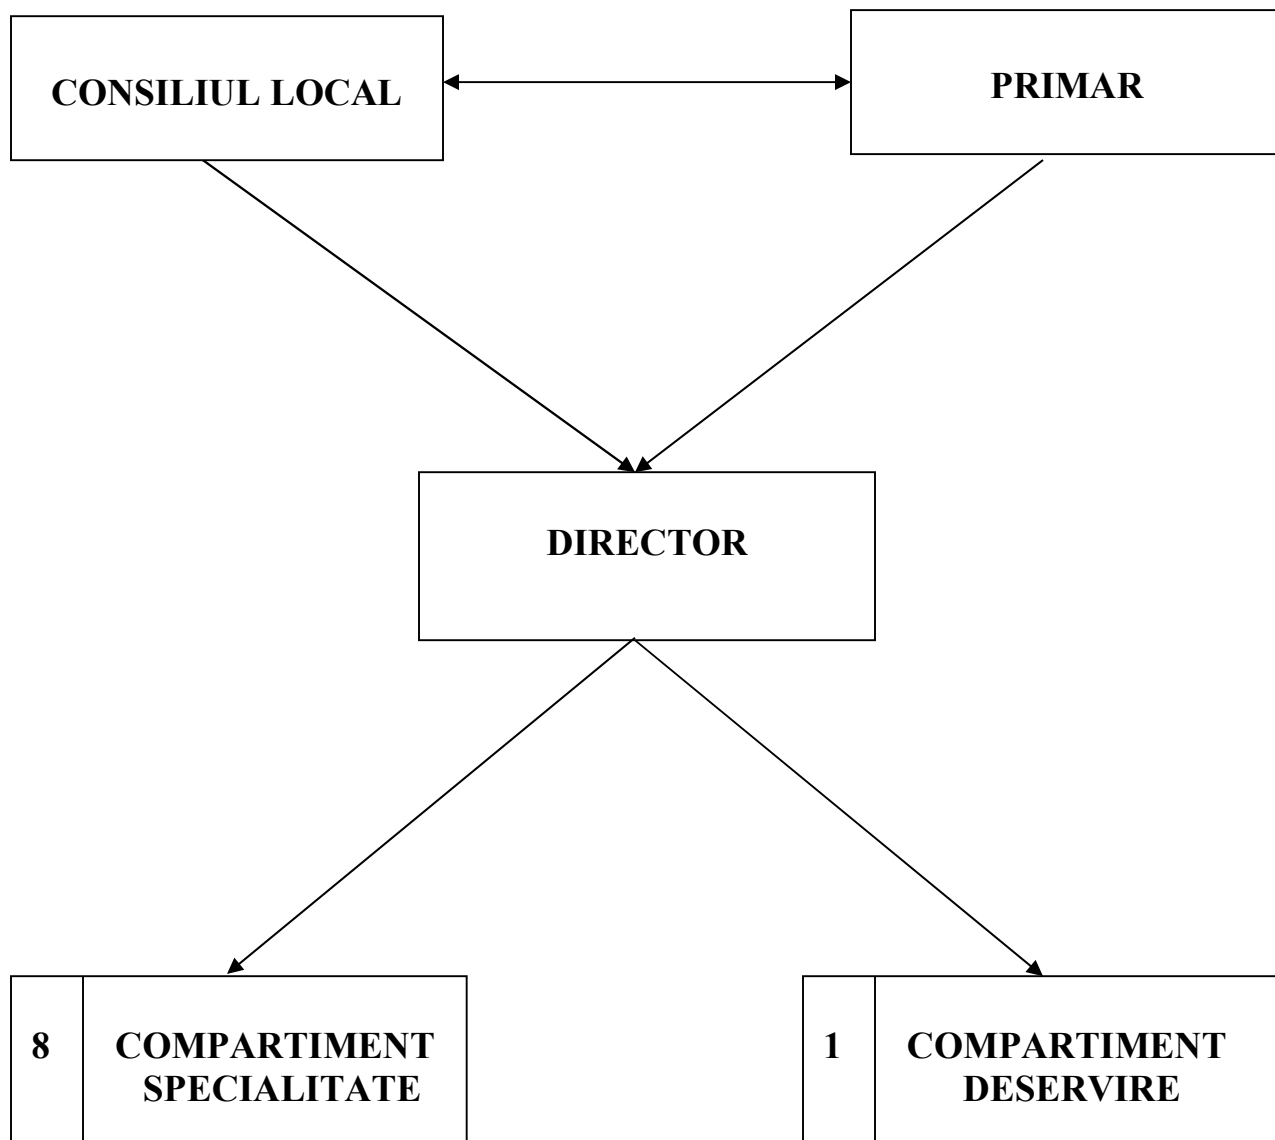 CONSILIUL LOCAL
PRIMAR
DIRECTOR
8
COMPARTIMENT
SPECIALITATE
1
COMPARTIMENT
DESERVIRE